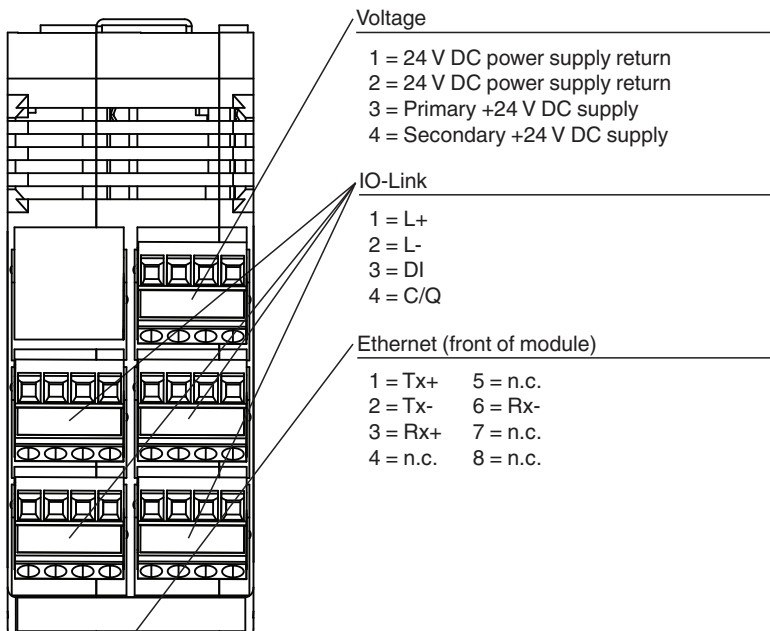 Voltage
1 = 24 V DC power supply return
2 = 24 V DC power supply return
3 = Primary +24 V DC supply
4 = Secondary +24 V DC supply
IO-Link
1 = L+
2 = L-
3 = DI
4 = C/Q
Ethernet (front of module)
1 = Tx+ 5 = n.c.
2 = Tx- 6 = Rx-
3 = Rx+ 7 = n.c.
4 = n.c. 8 = n.c.